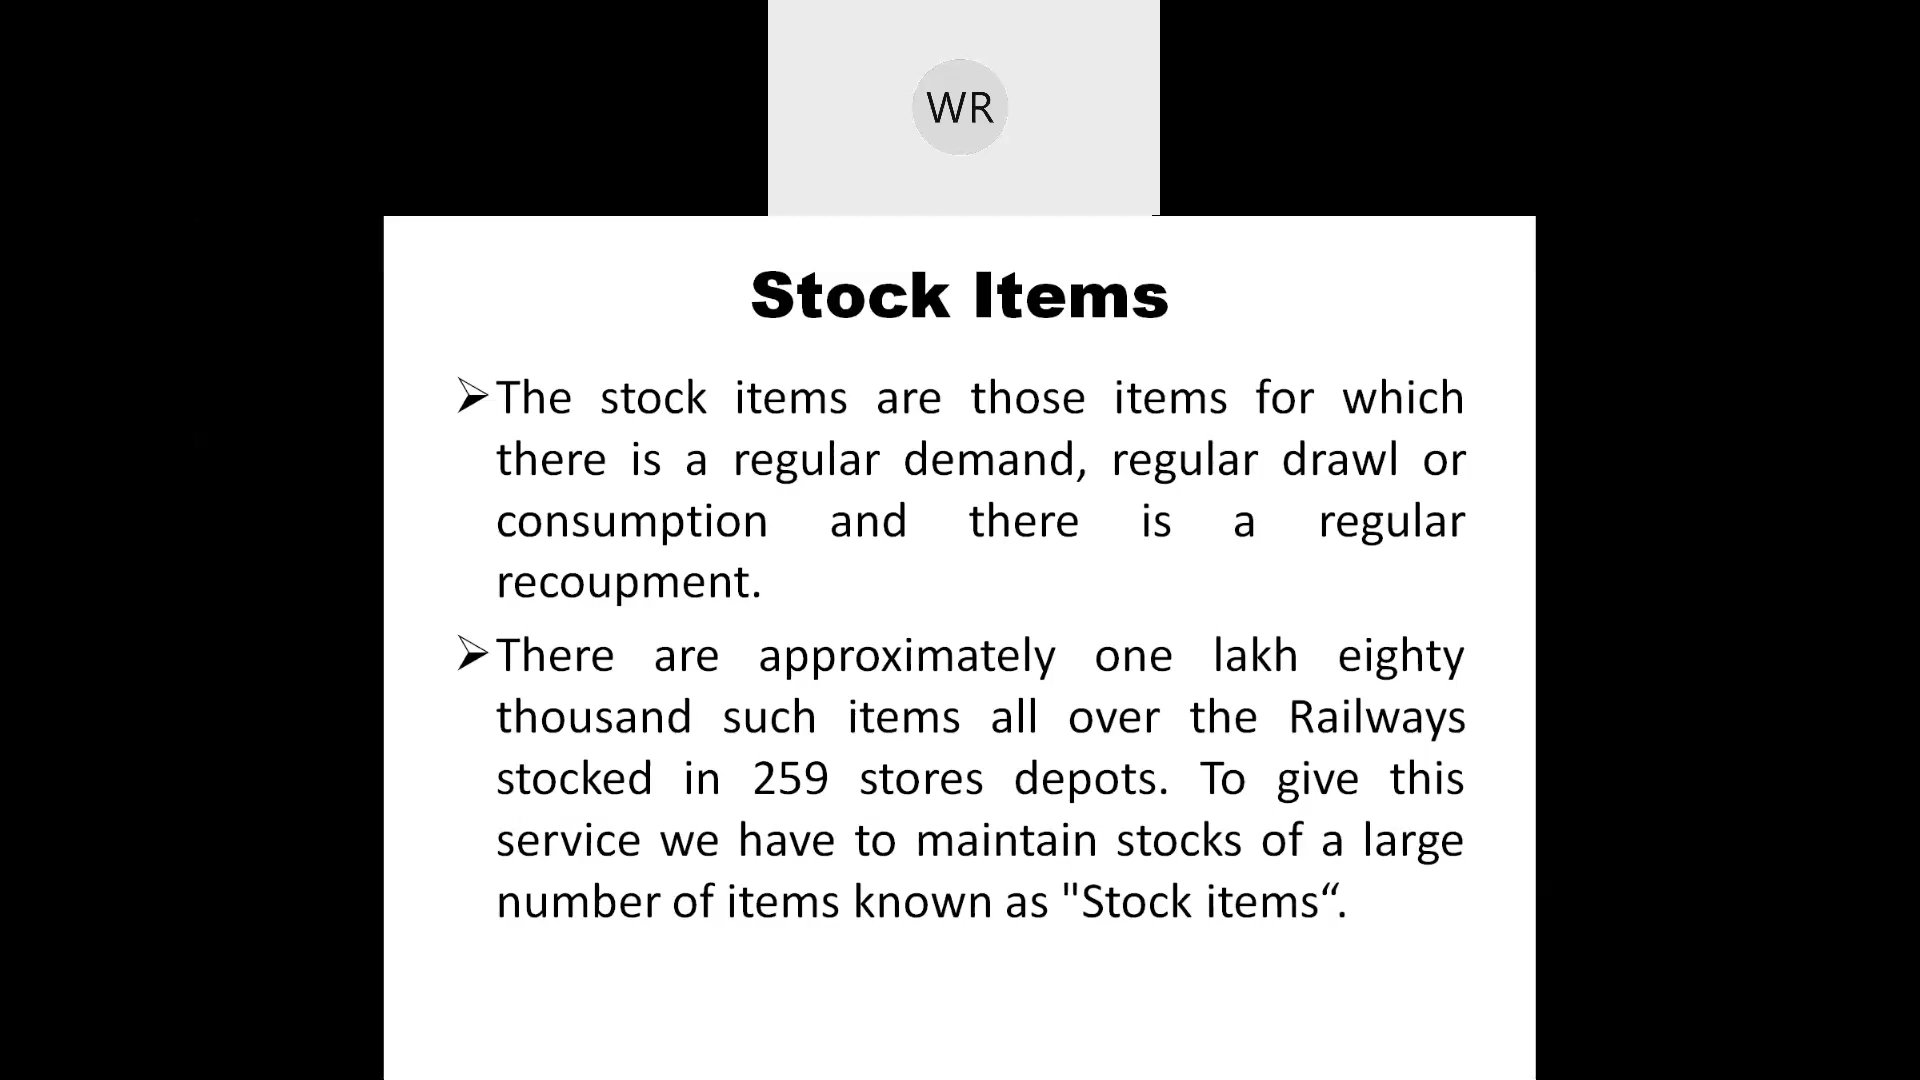 WR
Stock Items
➢The stock items are those items for which
there is a regular demand, regular drawl or
consumption and there is a regular
recoupment.
➢There are approximately one lakh eighty
thousand such items all over the Railways
stocked in 259 stores depots. To give this
service we have to maintain stocks of a large
number of items known as "Stock items“.